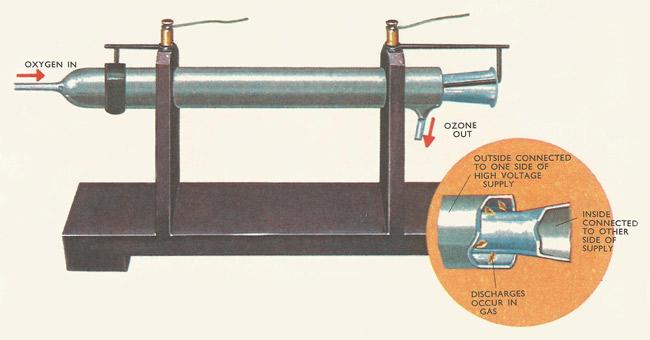 OXYGEN IN
OZONE
OUT
OUTSIDE CONNECTED
TO ONE SIDE OF
HIGH VOLTAGE
SUPPLY
INSIDE
CONNECTED
TO OTHER
SIDE OF
SUPPLY
DISCHARGES
OCCUR IN
GAS